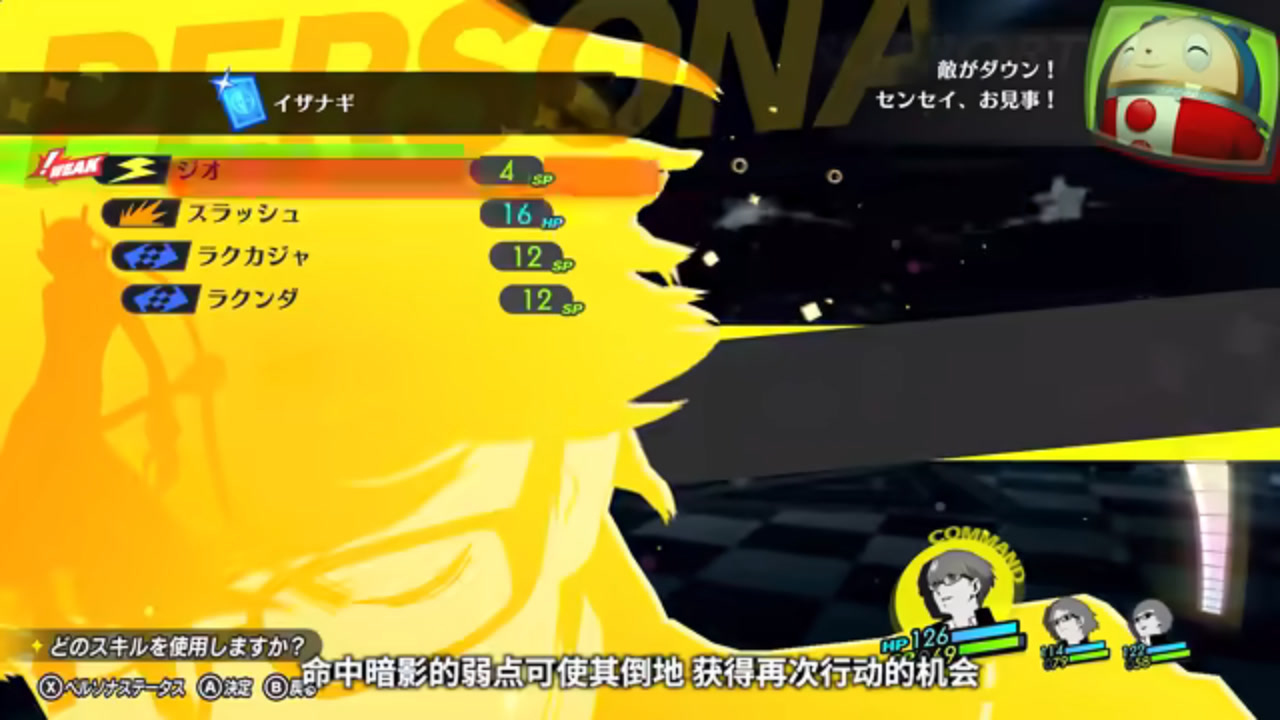 PERSONA
イザナギ
敵がダウン！
センセイ、お見事！
!WEAK ジオ 4 SP
スラッシュ 16 HP
ラクカジャ 12 SP
ラクンダ 12 SP
COMMAND
HP 126
114
79
122
58
どのスキルを使用しますか？
X ペルソナステータス A 決定 B 戻る
命中暗影的弱点可使其倒地 获得再次行动的机会